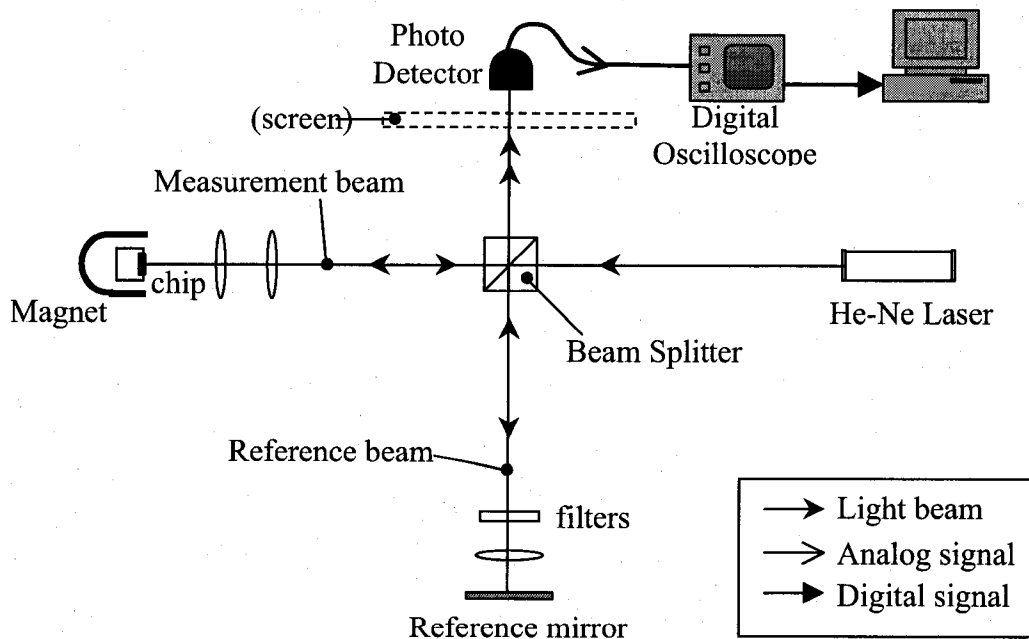 Photo
Detector
(screen)
Digital
Oscilloscope
Measurement beam
chip
Magnet
He-Ne Laser
Beam Splitter
Reference beam
filters
Reference mirror
Light beam
Analog signal
Digital signal